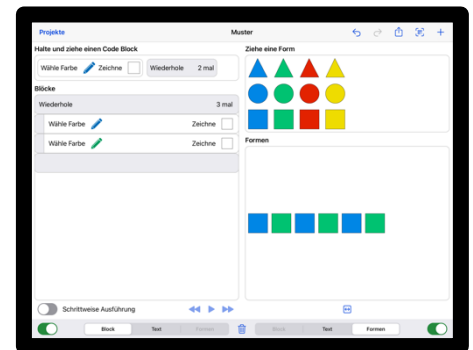 Projekte
Muster
Halte und ziehe einen Code Block
Wähle Farbe Zeichne Wiederhole 2 mal
Blöcke
Wiederhole 3 mal
Wähle Farbe Zeichne
Wähle Farbe Zeichne
Ziehe eine Form
Formen
Schrittweise Ausführung
Block Text Formen
Block Text Formen